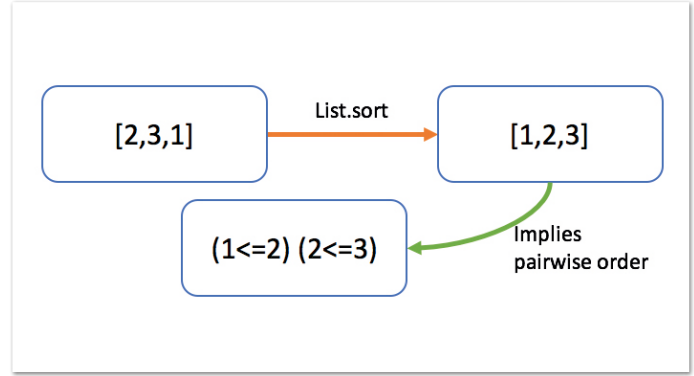 List.sort
[2,3,1]
[1,2,3]
(1<=2) (2<=3)
Implies
pairwise order